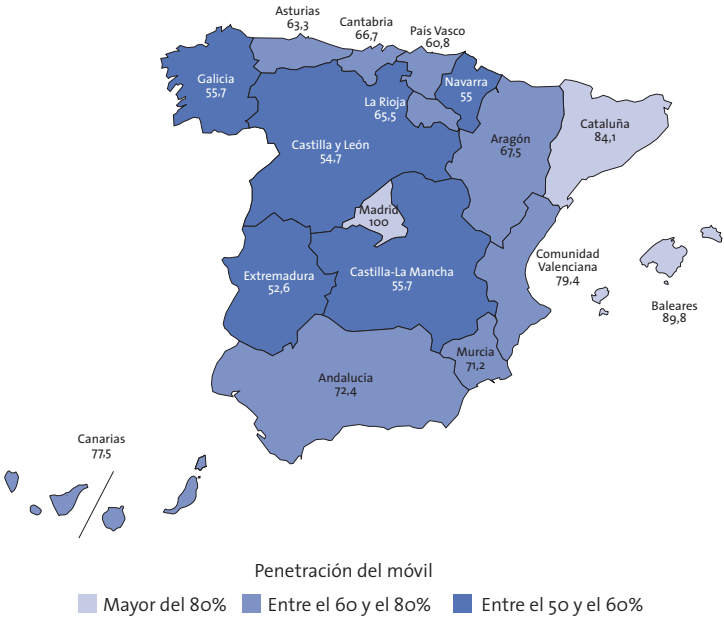 Asturias
63,3
Cantabria
66,7
País Vasco
60,8
Galicia
55,7
Navarra
55
La Rioja
65,5
Cataluña
84,1
Aragón
67,5
Castilla y León
54,7
Madrid
100
Comunidad
Valenciana
79,4
Extremadura
52,6
Castilla-La Mancha
55,7
Baleares
89,8
Murcia
71,2
Andalucia
72,4
Canarias
77,5
Penetración del móvil
Mayor del 80%
Entre el 60 y el 80%
Entre el 50 y el 60%